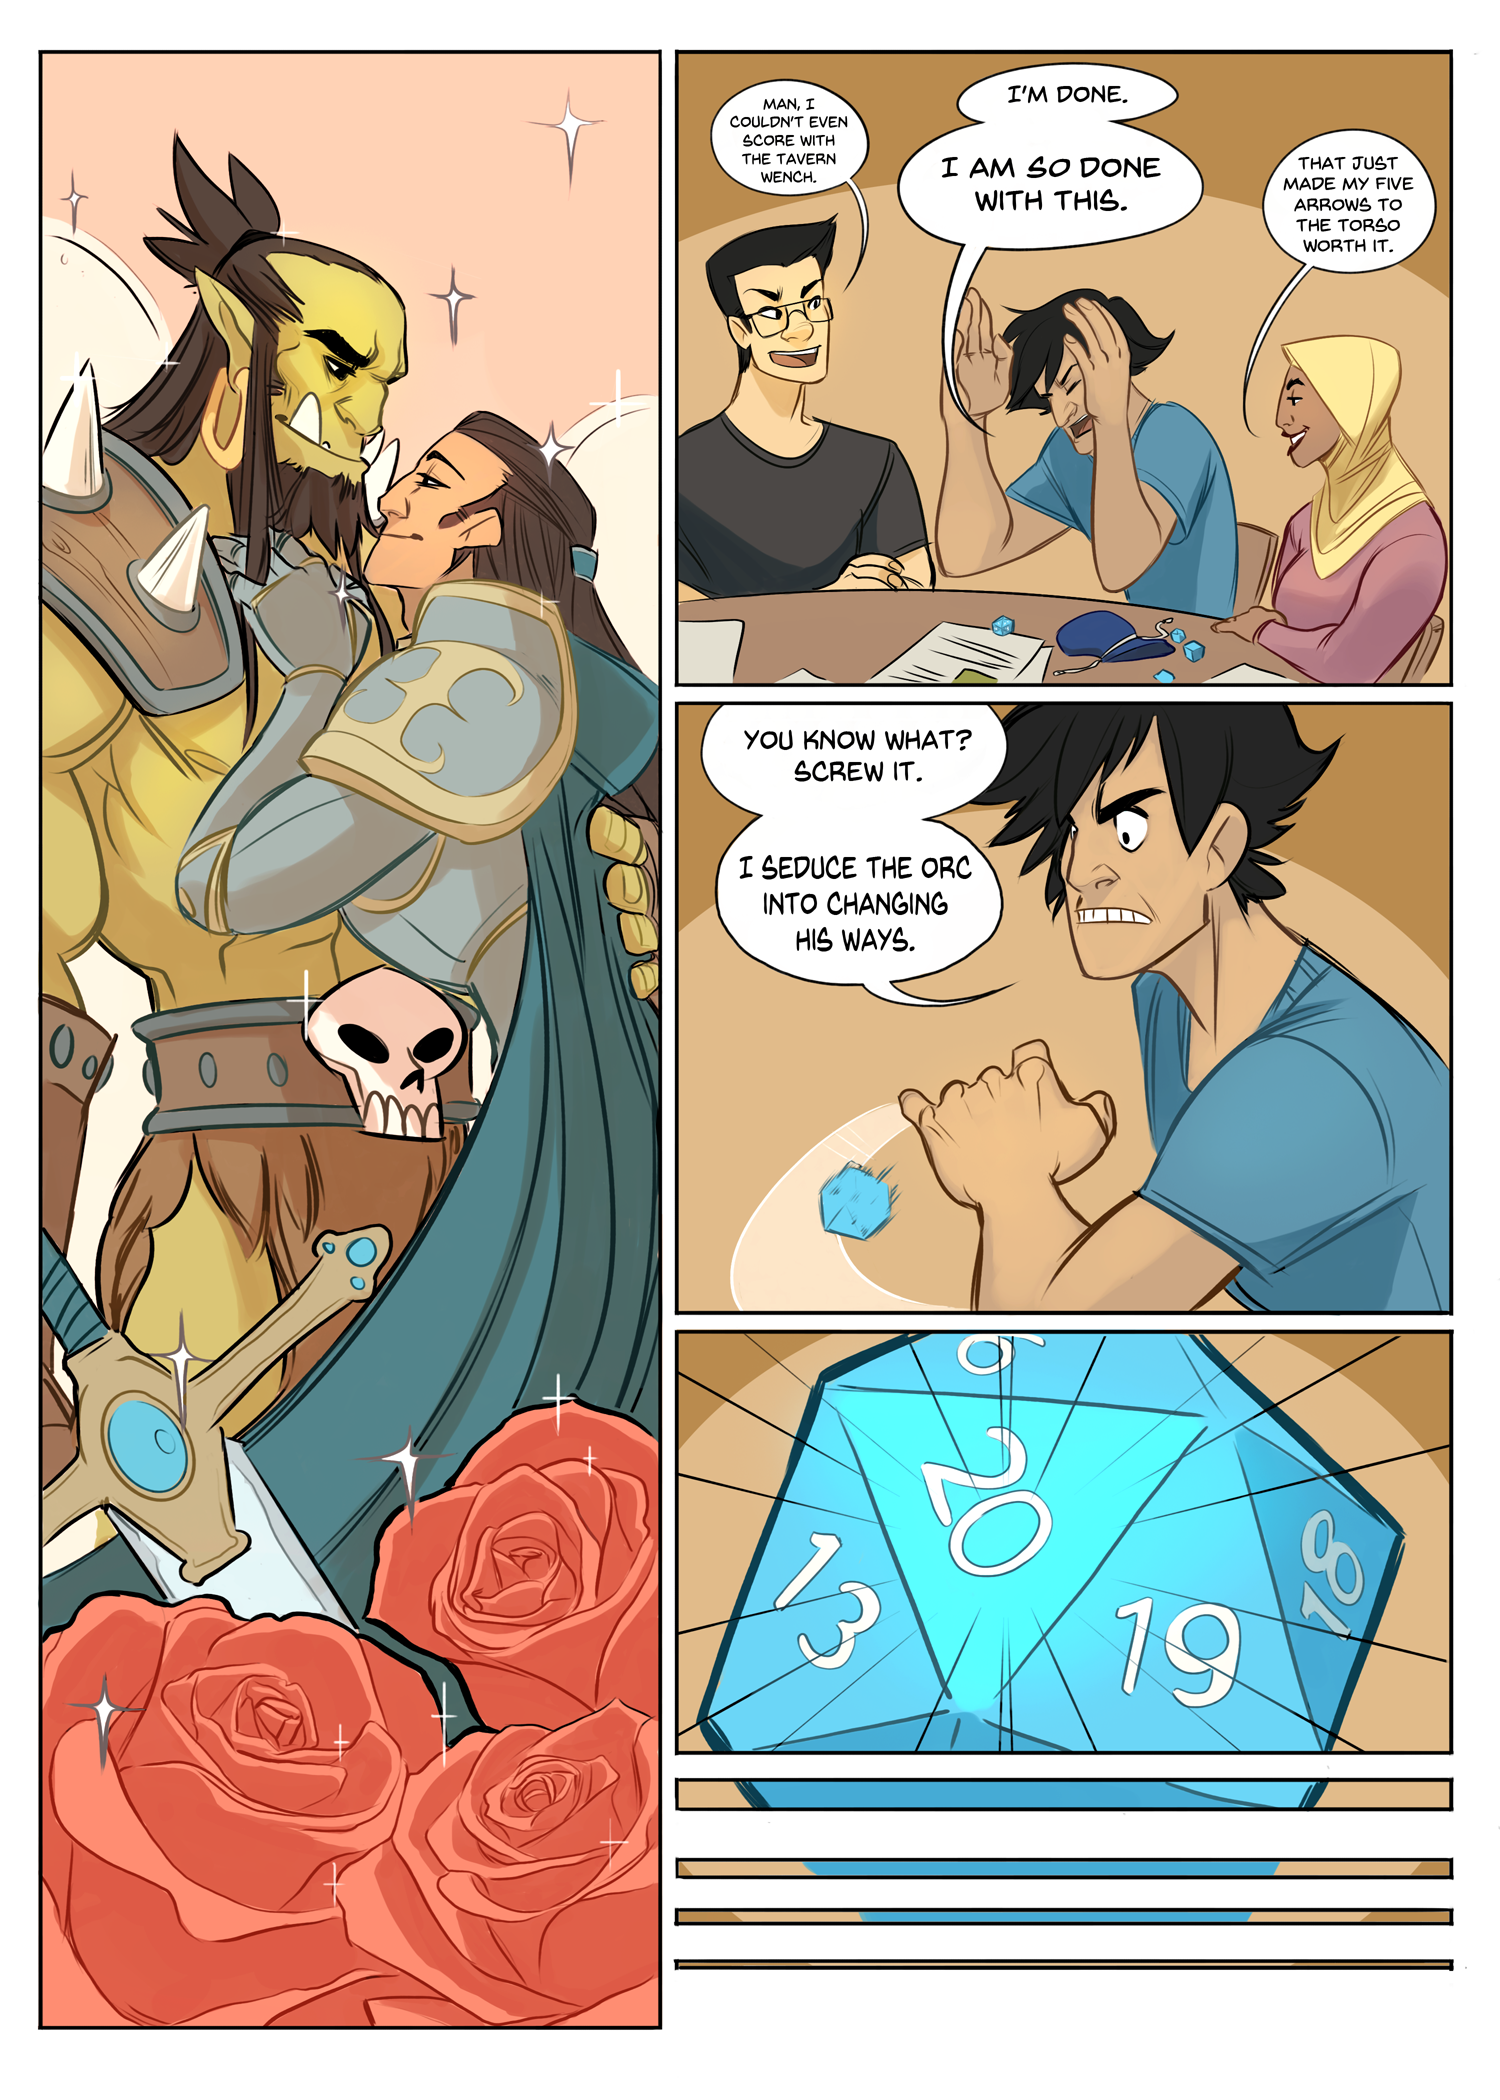 MAN, I
COULDN'T EVEN
SCORE WITH
THE TAVERN
WENCH.
I'M DONE.
I AM SO DONE
WITH THIS.
THAT JUST
MADE MY FIVE
ARROWS TO
THE TORSO
WORTH IT.
YOU KNOW WHAT?
SCREW IT.
I SEDUCE THE ORC
INTO CHANGING
HIS WAYS.
20
13
19
18